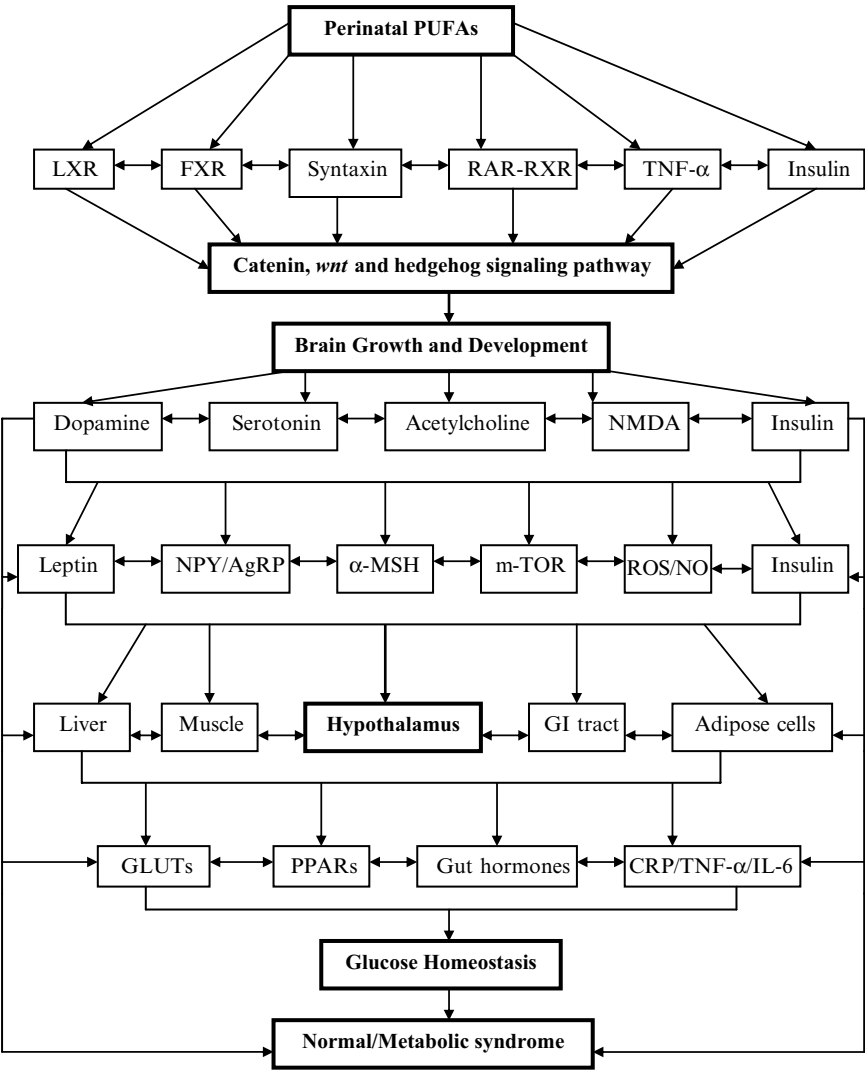 Perinatal PUFAs
LXR FXR Syntaxin RAR-RXR TNF-α Insulin
Catenin, wnt and hedgehog signaling pathway
Brain Growth and Development
Dopamine Serotonin Acetylcholine NMDA Insulin
Leptin NPY/AgRP α-MSH m-TOR ROS/NO Insulin
Liver Muscle Hypothalamus GI tract Adipose cells
GLUTs PPARs Gut hormones CRP/TNF-α/IL-6
Glucose Homeostasis
Normal/Metabolic syndrome